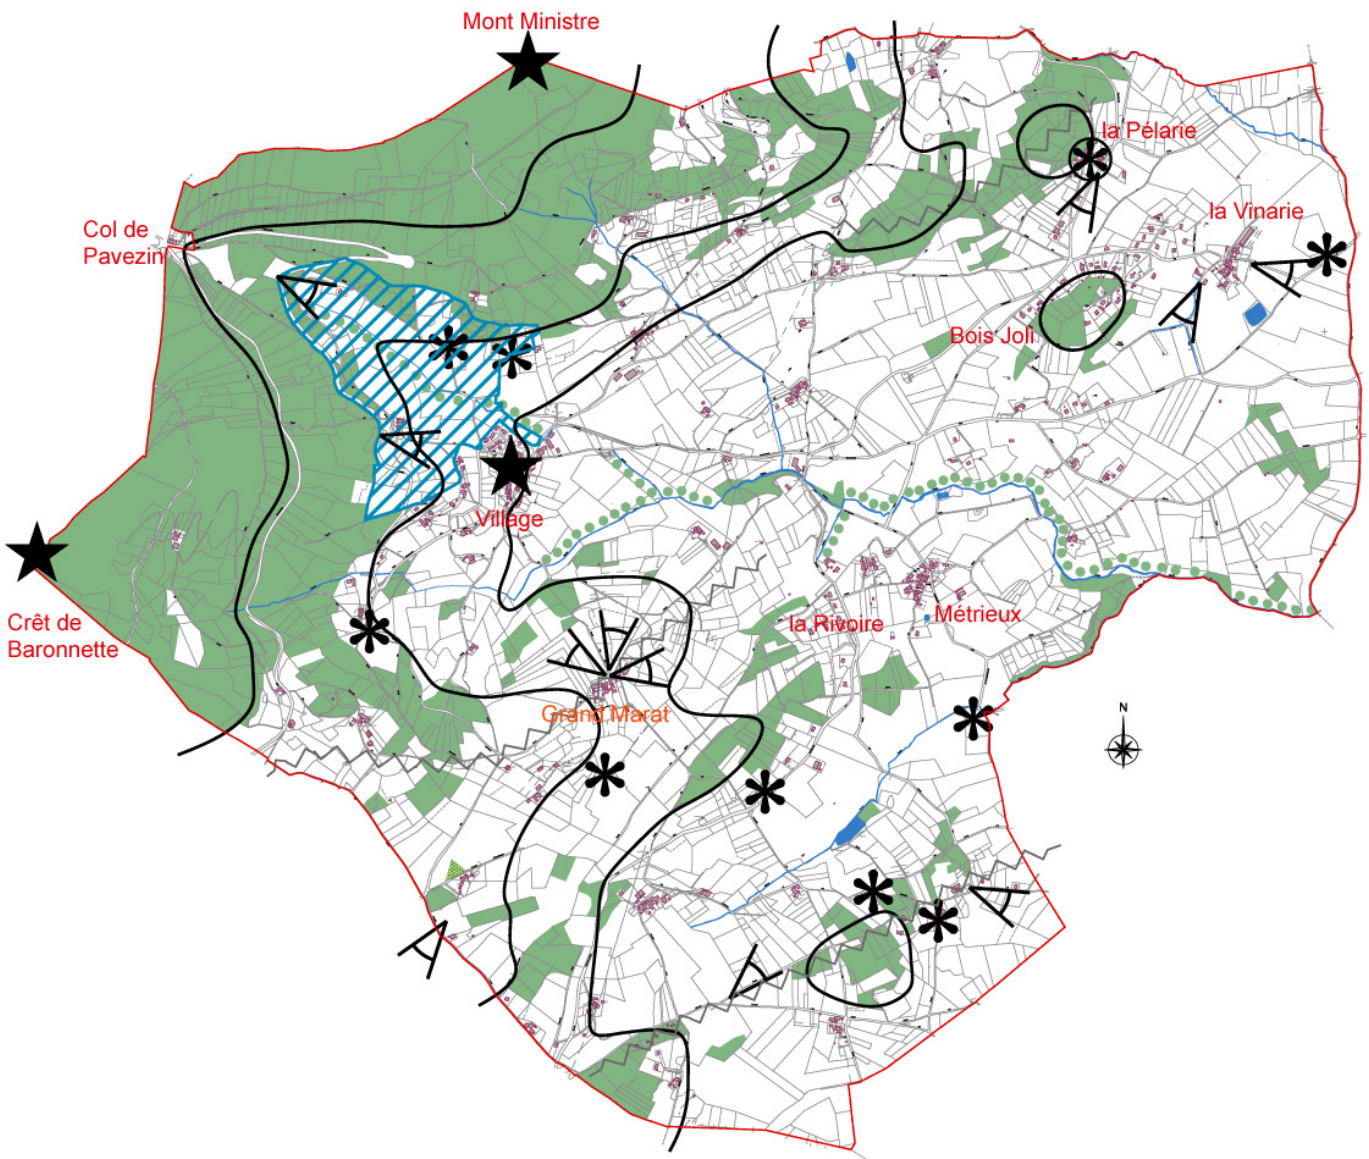 Mont Ministre
la Pélarie
la Vinarie
Col de
Pavezin
Bois Joli
Village
Crêt de
Baronnette
la Rivoire
Métrieux
Grand Marat
N